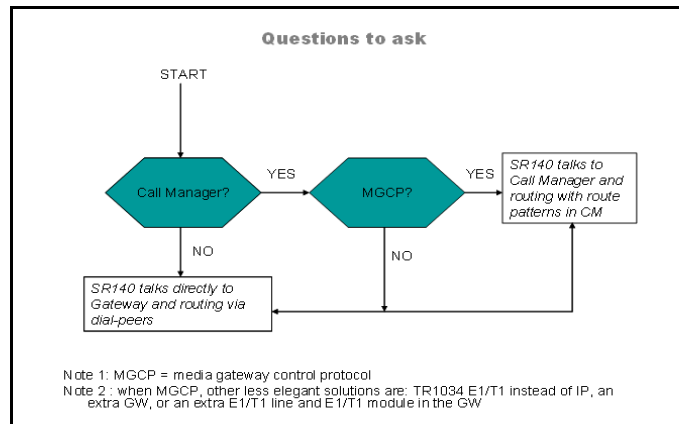 Questions to ask
START
Call Manager?
YES
MGCP?
YES
SR140 talks to
Call Manager and
routing with route
patterns in CM
NO
NO
SR140 talks directly to
Gateway and routing via
dial-peers
Note 1: MGCP = media gateway control protocol
Note 2 : when MGCP, other less elegant solutions are: TR1034 E1/T1 instead of IP, an
extra GW, or an extra E1/T1 line and E1/T1 module in the GW